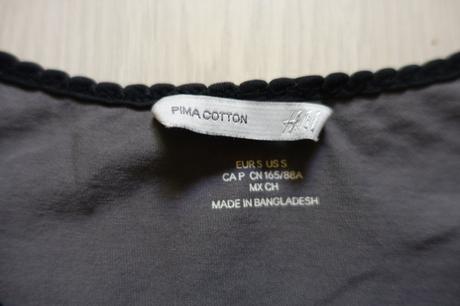 PIMA COTTON
H&M
EUR S US S
CA P CN 165/88A
MX CH
MADE IN BANGLADESH